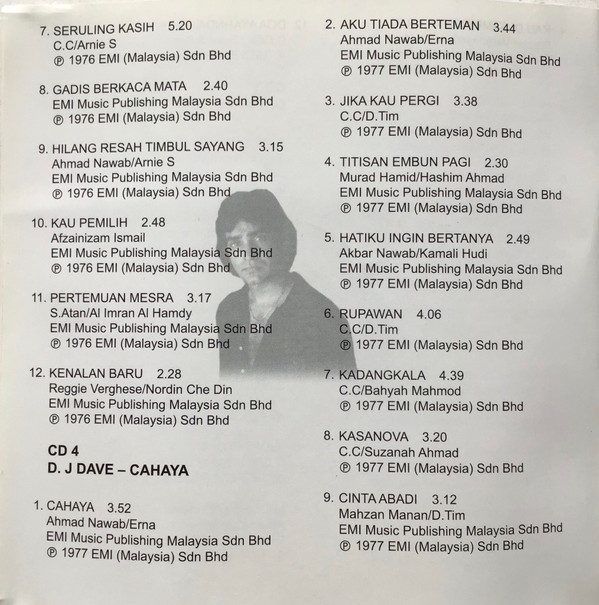 7. SERULING KASIH 5.20
C.C/Arnie S
℗ 1976 EMI (Malaysia) Sdn Bhd
8. GADIS BERKACA MATA 2.40
EMI Music Publishing Malaysia Sdn Bhd
℗ 1976 EMI (Malaysia) Sdn Bhd
9. HILANG RESAH TIMBUL SAYANG 3.15
Ahmad Nawab/Arnie S
℗ 1976 EMI (Malaysia) Sdn Bhd
10. KAU PEMILIH 2.48
Afzainizam Ismail
EMI Music Publishing Malaysia Sdn Bhd
℗ 1976 EMI (Malaysia) Sdn Bhd
11. PERTEMUAN MESRA 3.17
S.Atan/Al Imran Al Hamdy
EMI Music Publishing Malaysia Sdn Bhd
℗ 1976 EMI (Malaysia) Sdn Bhd
12. KENALAN BARU 2.28
Reggie Verghese/Nordin Che Din
EMI Music Publishing Malaysia Sdn Bhd
℗ 1976 EMI (Malaysia) Sdn Bhd
CD 4
D. J DAVE – CAHAYA
1. CAHAYA 3.52
Ahmad Nawab/Erna
EMI Music Publishing Malaysia Sdn Bhd
℗ 1977 EMI (Malaysia) Sdn Bhd
2. AKU TIADA BERTEMAN 3.44
Ahmad Nawab/Erna
EMI Music Publishing Malaysia Sdn Bhd
℗ 1977 EMI (Malaysia) Sdn Bhd
3. JIKA KAU PERGI 3.38
C.C/D.Tim
℗ 1977 EMI (Malaysia) Sdn Bhd
4. TITISAN EMBUN PAGI 2.30
Murad Hamid/Hashim Ahmad
EMI Music Publishing Malaysia Sdn Bhd
℗ 1977 EMI (Malaysia) Sdn Bhd
5. HATIKU INGIN BERTANYA 2.49
Akbar Nawab/Kamali Hudi
EMI Music Publishing Malaysia Sdn Bhd
℗ 1977 EMI (Malaysia) Sdn Bhd
6. RUPAWAN 4.06
C.C/D.Tim
℗ 1977 EMI (Malaysia) Sdn Bhd
7. KADANGKALA 4.39
C.C/Bahyah Mahmod
℗ 1977 EMI (Malaysia) Sdn Bhd
8. KASANOVA 3.20
C.C/Suzanah Ahmad
℗ 1977 EMI (Malaysia) Sdn Bhd
9. CINTA ABADI 3.12
Mahzan Manan/D.Tim
EMI Music Publishing Malaysia Sdn Bhd
℗ 1977 EMI (Malaysia) Sdn Bhd